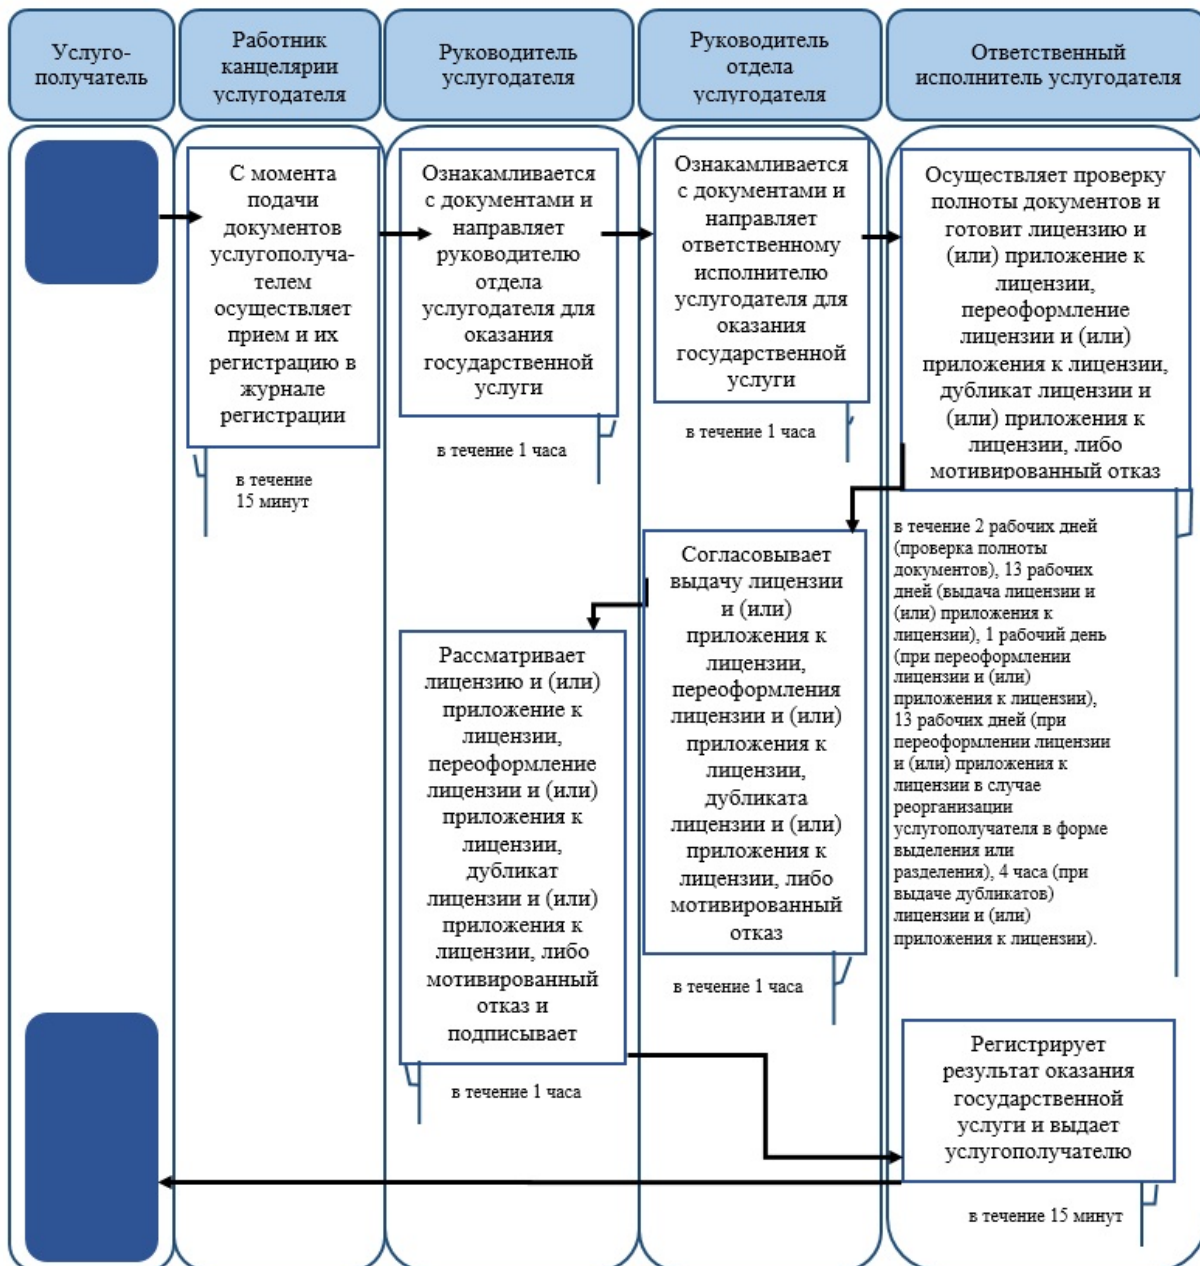 Услуго-
получатель
Работник
канцелярии
услугодателя
Руководитель
услугодателя
Руководитель
отдела
услугодателя
Ответственный
исполнитель услугодателя
С момента
подачи
документов
услугополуча-
телем
осуществляет
прием и их
регистрацию в
журнале
регистрации
в течение
15 минут
Ознакамливается
с документами и
направляет
руководителю
отдела
услугодателя для
оказания
государственной
услуги
в течение 1 часа
Ознакамливается
с документами и
направляет
ответственному
исполнителю
услугодателя для
оказания
государственной
услуги
в течение 1 часа
Осуществляет проверку
полноты документов и
готовит лицензию и
(или) приложение к
лицензии,
переоформление
лицензии и (или)
приложения к лицензии,
дубликат лицензии и
(или) приложения к
лицензии, либо
мотивированный отказ
в течение 2 рабочих дней
(проверка полноты
документов), 13 рабочих
дней (выдача лицензии и
(или) приложения к
лицензии), 1 рабочий день
(при переоформлении
лицензии и (или)
приложения к лицензии),
13 рабочих дней (при
переоформлении лицензии
и (или) приложения к
лицензии в случае
реорганизации
услугополучателя в форме
выделения или
разделения), 4 часа (при
выдаче дубликатов)
лицензии и (или)
приложения к лицензии).
Согласовывает
выдачу лицензии
и (или)
приложения к
лицензии,
переоформления
лицензии и (или)
приложения к
лицензии,
дубликата
лицензии и (или)
приложения к
лицензии, либо
мотивированный
отказ
в течение 1 часа
Рассматривает
лицензию и (или)
приложение к
лицензии,
переоформление
лицензии и (или)
приложения к
лицензии,
дубликат
лицензии и (или)
приложения к
лицензии, либо
мотивированный
отказ и
подписывает
в течение 1 часа
Регистрирует
результат оказания
государственной
услуги и выдает
услугополучателю
в течение 15 минут